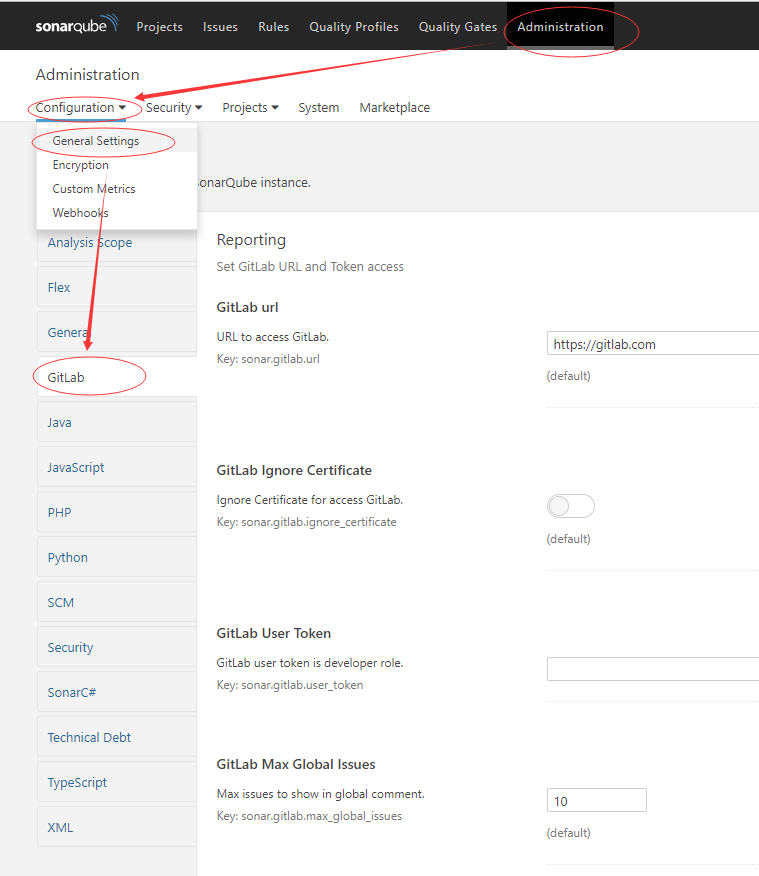 sonarqube Projects Issues Rules Quality Profiles Quality Gates Administration
Administration
Configuration Security Projects System Marketplace
General Settings
Encryption
Custom Metrics
Webhooks
onarQube instance.
Analysis Scope
Flex
General
GitLab
Java
JavaScript
PHP
Python
SCM
Security
SonarC#
Technical Debt
TypeScript
XML
Reporting
Set GitLab URL and Token access
GitLab url
URL to access GitLab.
Key: sonar.gitlab.url
https://gitlab.com
(default)
GitLab Ignore Certificate
Ignore Certificate for access GitLab.
Key: sonar.gitlab.ignore_certificate
(default)
GitLab User Token
GitLab user token is developer role.
Key: sonar.gitlab.user_token
GitLab Max Global Issues
Max issues to show in global comment.
Key: sonar.gitlab.max_global_issues
10
(default)